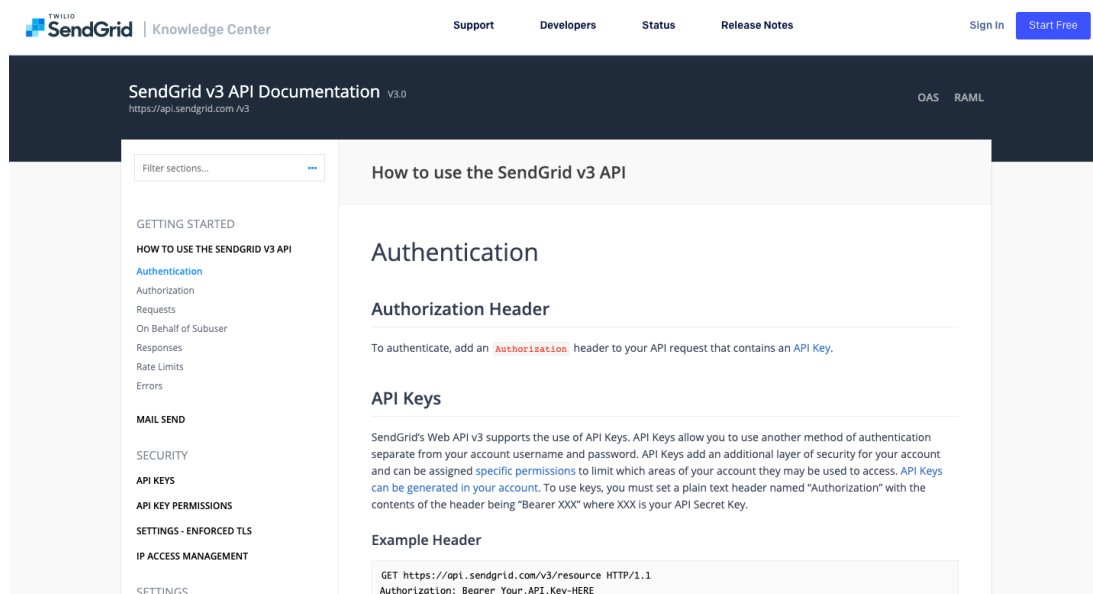 TWILIO
SendGrid | Knowledge Center
Support Developers Status Release Notes
Sign In Start Free
SendGrid v3 API Documentation V3.0
https://api.sendgrid.com /v3
OAS RAML
Filter sections...
How to use the SendGrid v3 API
GETTING STARTED
HOW TO USE THE SENDGRID V3 API
Authentication
Authorization
Requests
On Behalf of Subuser
Responses
Rate Limits
Errors
MAIL SEND
SECURITY
API KEYS
API KEY PERMISSIONS
SETTINGS - ENFORCED TLS
IP ACCESS MANAGEMENT
SETTINGS
Authentication
Authorization Header
To authenticate, add an Authorization header to your API request that contains an API Key.
API Keys
SendGrid’s Web API v3 supports the use of API Keys. API Keys allow you to use another method of authentication
separate from your account username and password. API Keys add an additional layer of security for your account
and can be assigned specific permissions to limit which areas of your account they may be used to access. API Keys
can be generated in your account. To use keys, you must set a plain text header named “Authorization” with the
contents of the header being “Bearer XXX” where XXX is your API Secret Key.
Example Header
GET https://api.sendgrid.com/v3/resource HTTP/1.1
Authorization: Bearer Your.API.Key-HERE